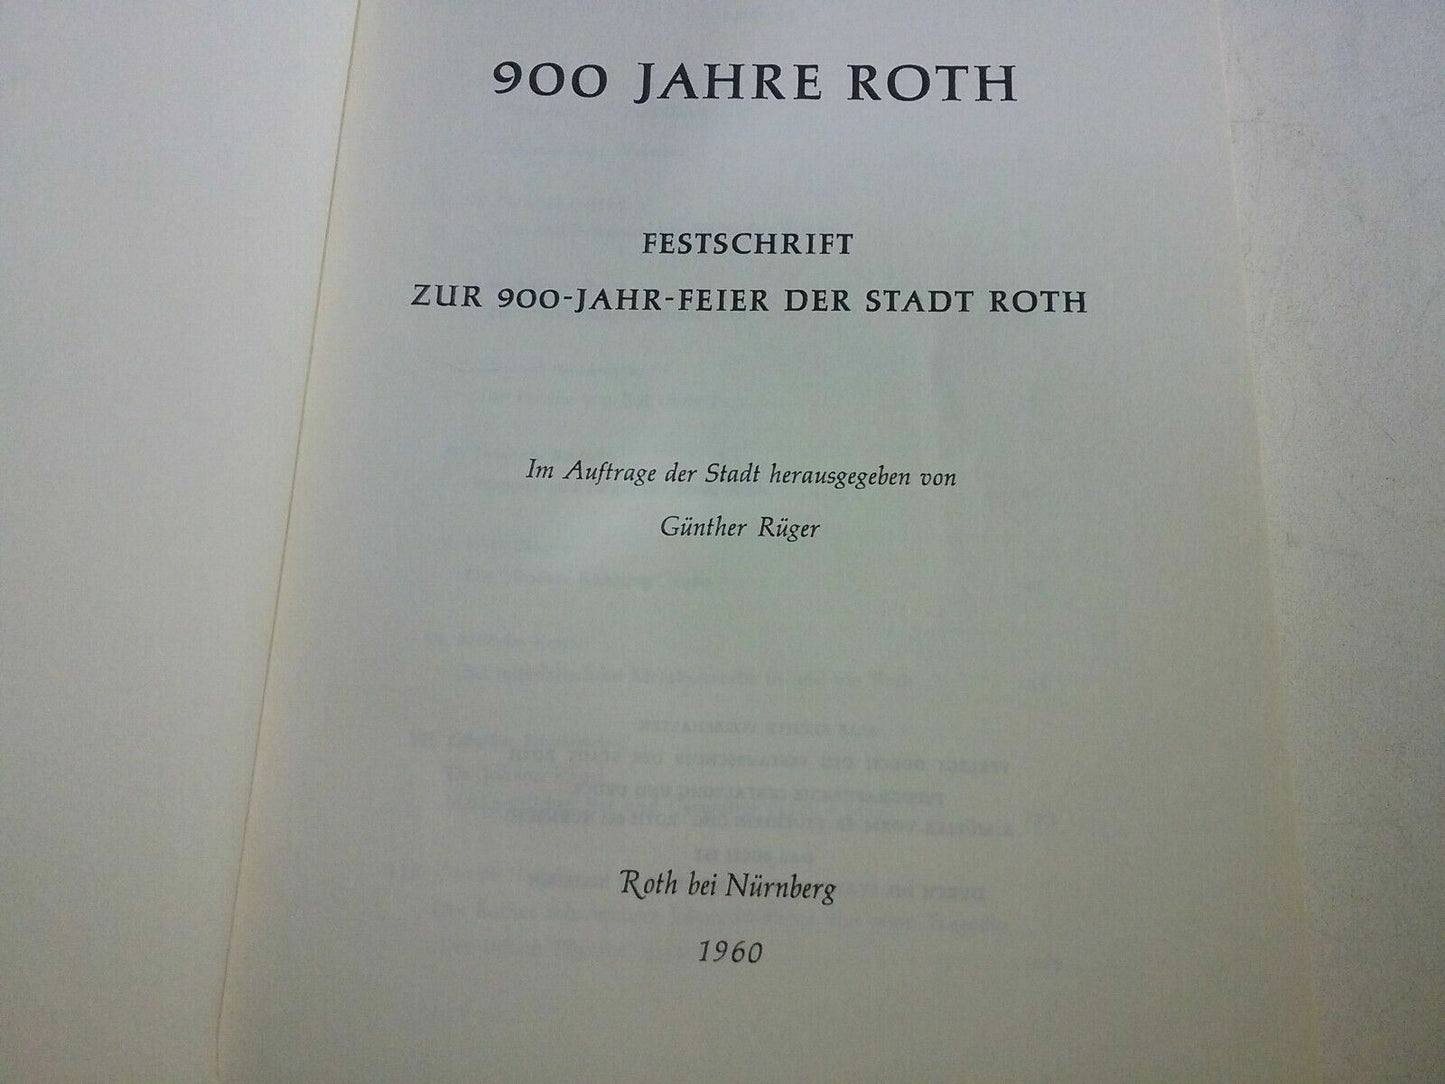 900 JAHRE ROTH
FESTSCHRIFT
ZUR 900-JAHR-FEIER DER STADT ROTH
Im Auftrage der Stadt herausgegeben von
Günther Rüger
Roth bei Nürnberg
1960